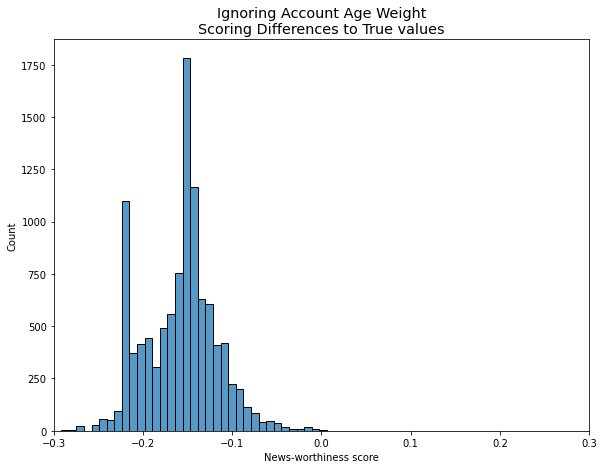 Ignoring Account Age Weight
Scoring Differences to True values
Count
1750
1500
1250
1000
750
500
250
0
−0.3 −0.2 −0.1 0.0 0.1 0.2 0.3
News-worthiness score